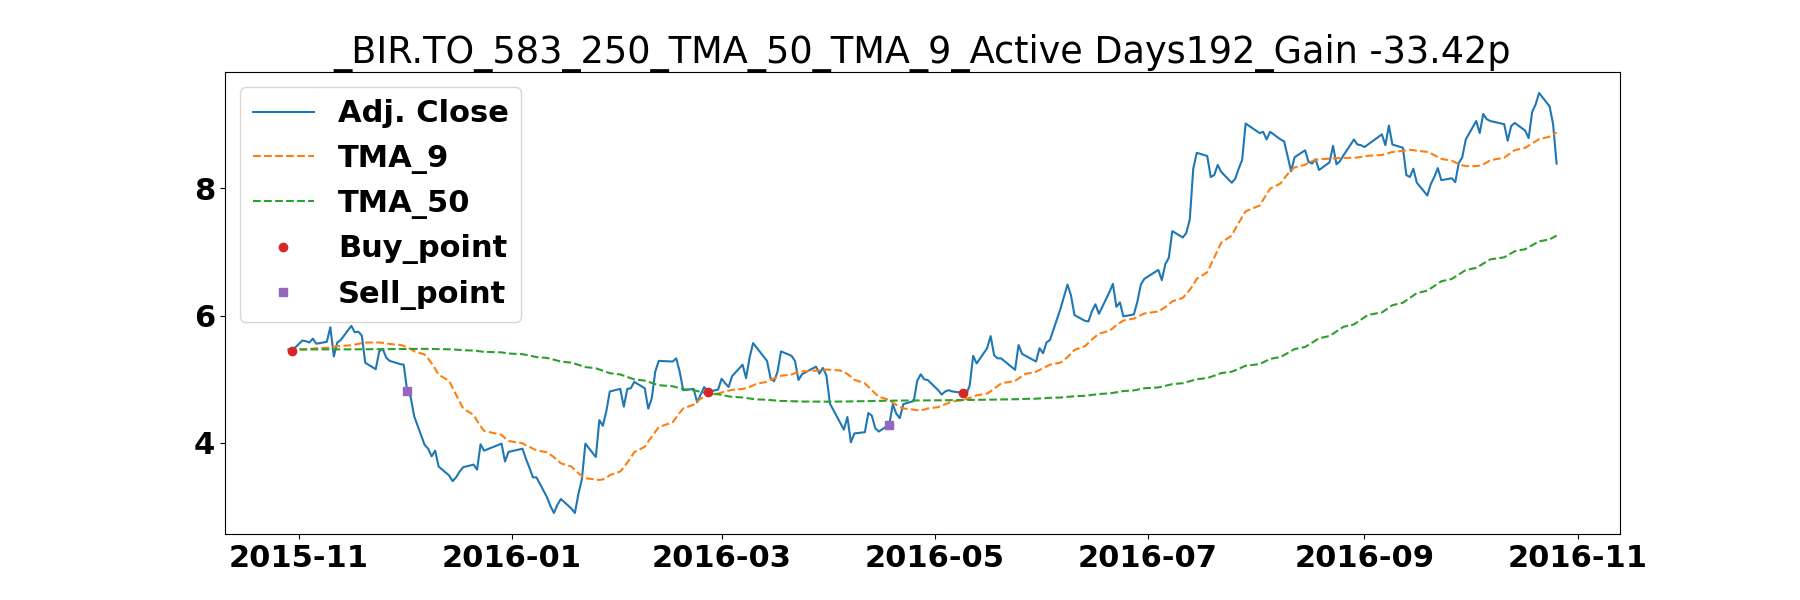 _BIR.TO_583_250_TMA_50_TMA_9_Active Days192_Gain -33.42p
Adj. Close
TMA_9
TMA_50
Buy_point
Sell_point
8
6
4
2015-11 2016-01 2016-03 2016-05 2016-07 2016-09 2016-11